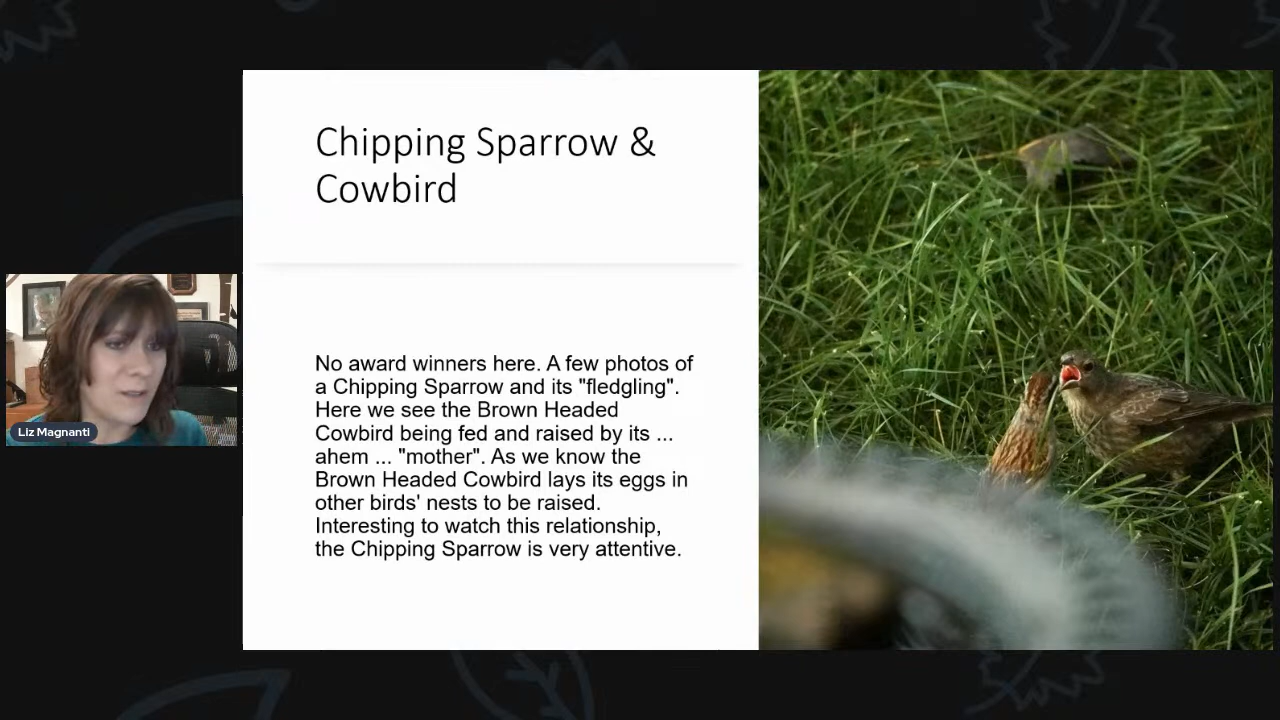 Chipping Sparrow &
Cowbird
No award winners here. A few photos of
a Chipping Sparrow and its "fledgling".
Here we see the Brown Headed
Cowbird being fed and raised by its ...
ahem ... "mother". As we know the
Brown Headed Cowbird lays its eggs in
other birds' nests to be raised.
Interesting to watch this relationship,
the Chipping Sparrow is very attentive.
Liz Magnanti